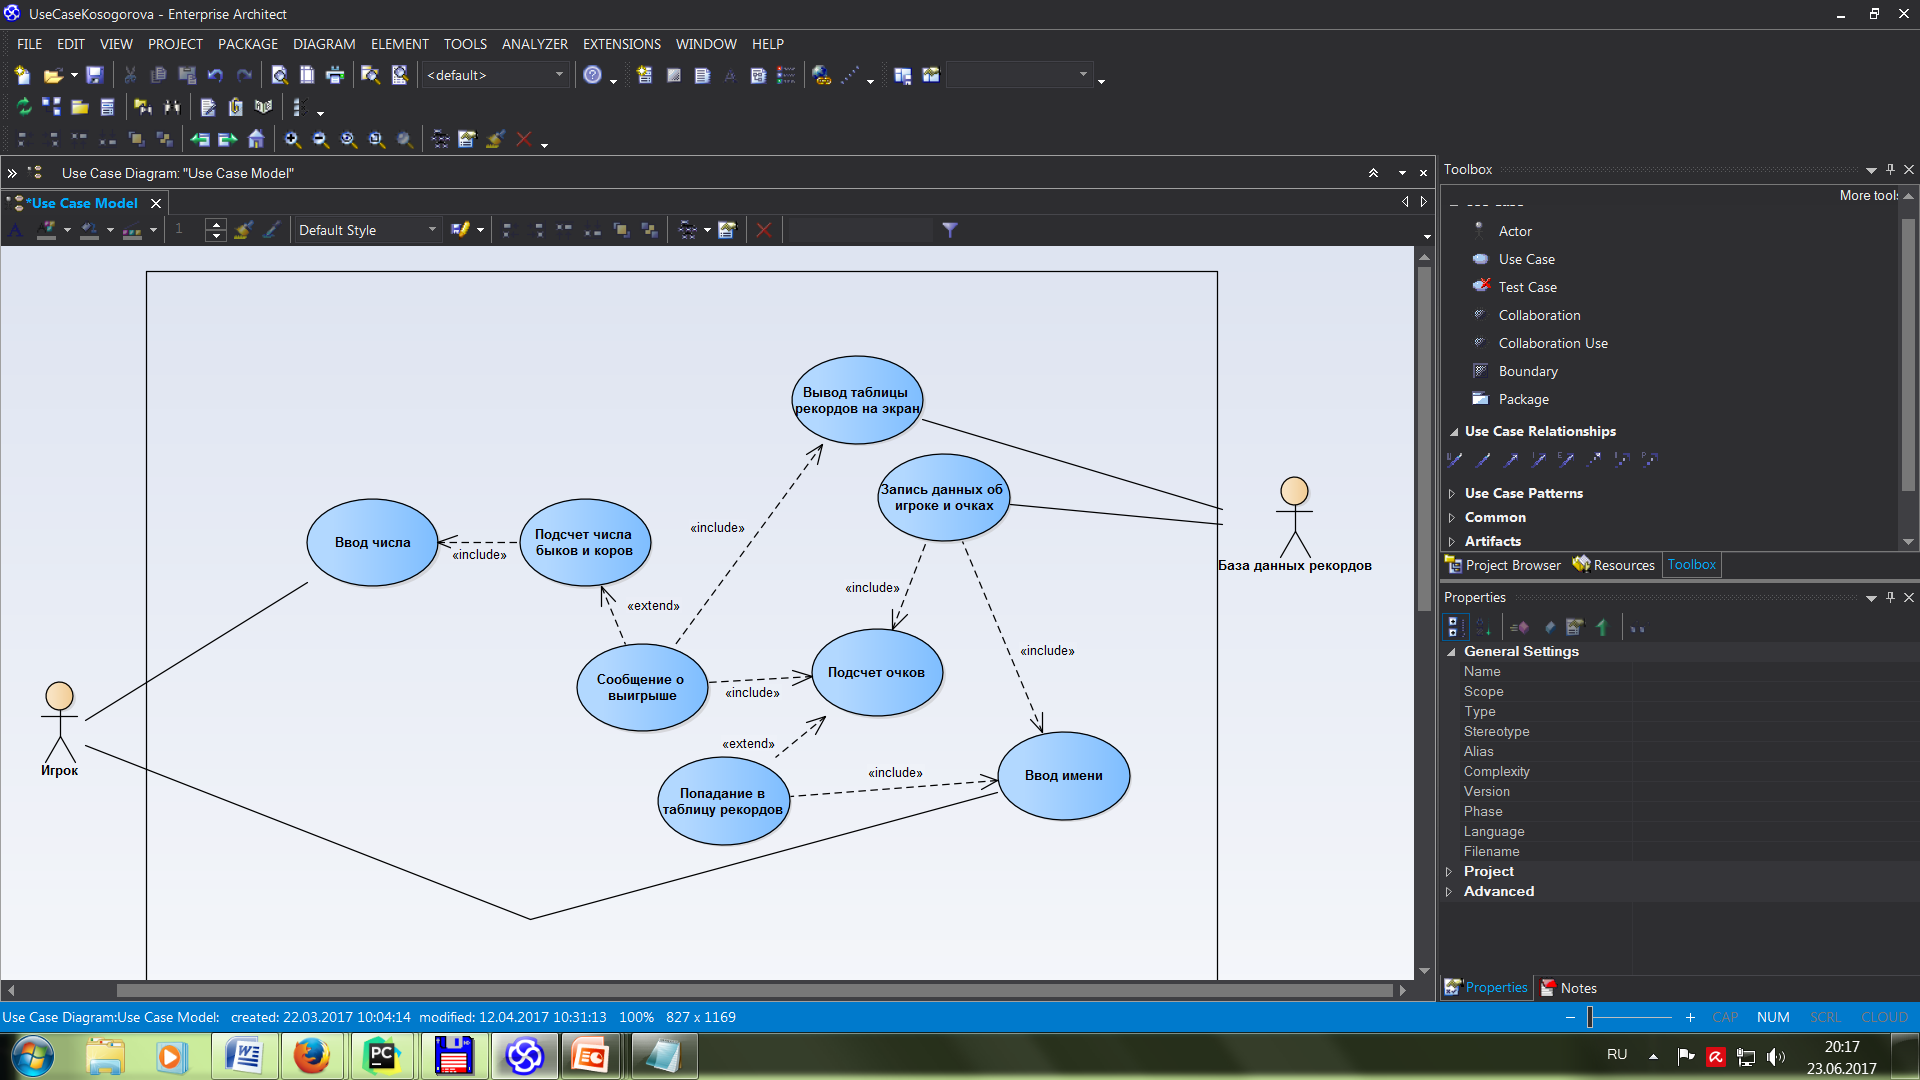 UseCaseKosogorova - Enterprise Architect
FILE EDIT VIEW PROJECT PACKAGE DIAGRAM ELEMENT TOOLS ANALYZER EXTENSIONS WINDOW HELP
<default>
Use Case Diagram: "Use Case Model"
*Use Case Model
1
Default Style
Вывод таблицы
рекордов на экран
Запись данных об
игроке и очках
«include»
Ввод числа
Подсчет числа
быков и коров
«include»
База данных рекордов
«include»
«extend»
«include»
Сообщение о
выигрыше
Подсчет очков
«include»
«extend»
Игрок
«include»
Ввод имени
Попадание в
таблицу рекордов
Toolbox
More tools
Actor
Use Case
Test Case
Collaboration
Collaboration Use
Boundary
Package
Use Case Relationships
Use Case Patterns
Common
Artifacts
Project Browser Resources Toolbox
Properties
General Settings
Name
Scope
Type
Stereotype
Alias
Complexity
Version
Phase
Language
Filename
Project
Advanced
Properties Notes
Use Case Diagram:Use Case Model: created: 22.03.2017 10:04:14 modified: 12.04.2017 10:31:13 100% 827 x 1169
CAP NUM SCRL CLOUD
RU
20:17
23.06.2017